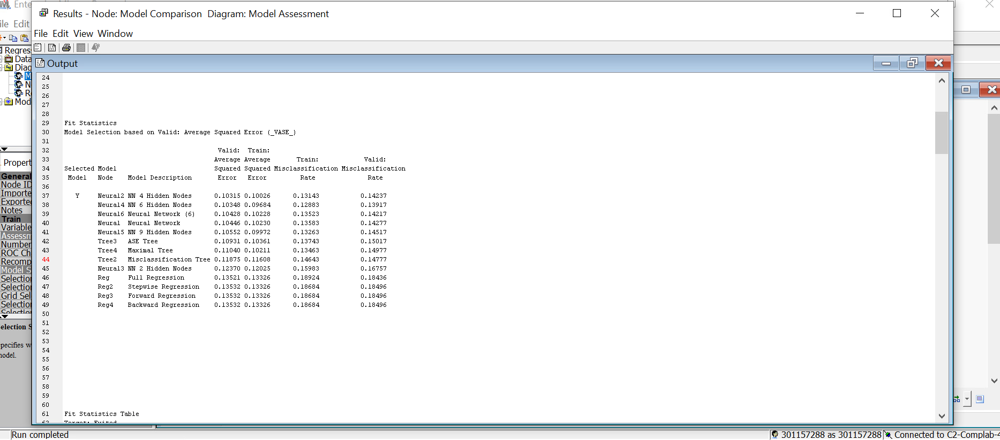 Results - Node: Model Comparison  Diagram: Model Assessment
File Edit View Window
ile Edit
Regres
Data
Diag
M
N
R
Mod
Output
24
25
26
27
28
29 Fit Statistics
30 Model Selection based on Valid: Average Squared Error (_VASE_)
31
32 Valid: Train:
33 Average Average Train: Valid:
34 Selected Model Squared Squared Misclassification Misclassification
35 Model Node Model Description Error Error Rate Rate
36
37 Y Neural2 NN 4 Hidden Nodes 0.10315 0.10026 0.13143 0.14237
38 Neural4 NN 6 Hidden Nodes 0.10348 0.09684 0.12883 0.13917
39 Neural6 Neural Network (6) 0.10428 0.10228 0.13523 0.14217
40 Neural Neural Network 0.10446 0.10230 0.13583 0.14277
41 Neural5 NN 9 Hidden Nodes 0.10552 0.09972 0.13263 0.14517
42 Tree3 ASE Tree 0.10931 0.10361 0.13743 0.15017
43 Tree4 Maximal Tree 0.11040 0.10211 0.13463 0.14977
44 Tree2 Misclassification Tree 0.11875 0.11608 0.14643 0.14777
45 Neural3 NN 2 Hidden Nodes 0.12370 0.12025 0.15983 0.16757
46 Reg Full Regression 0.13521 0.13326 0.18924 0.18436
47 Reg2 Stepwise Regression 0.13532 0.13326 0.18684 0.18496
48 Reg3 Forward Regression 0.13532 0.13326 0.18684 0.18496
49 Reg4 Backward Regression 0.13532 0.13326 0.18684 0.18496
50
51
52
53
54
55
56
57
58
59
60
61 Fit Statistics Table
62 Target: Exited
Propert
General
Node ID
Importe
Exported
Notes
Train
Variable
Assessm
Number
ROC Ch
Recomp
Model S
Selection
Selection
Grid Sel
Selection
Selection
election S
pecifies w
nodel.
Run completed
301157288 as 301157288
Connected to C2-Complab-4